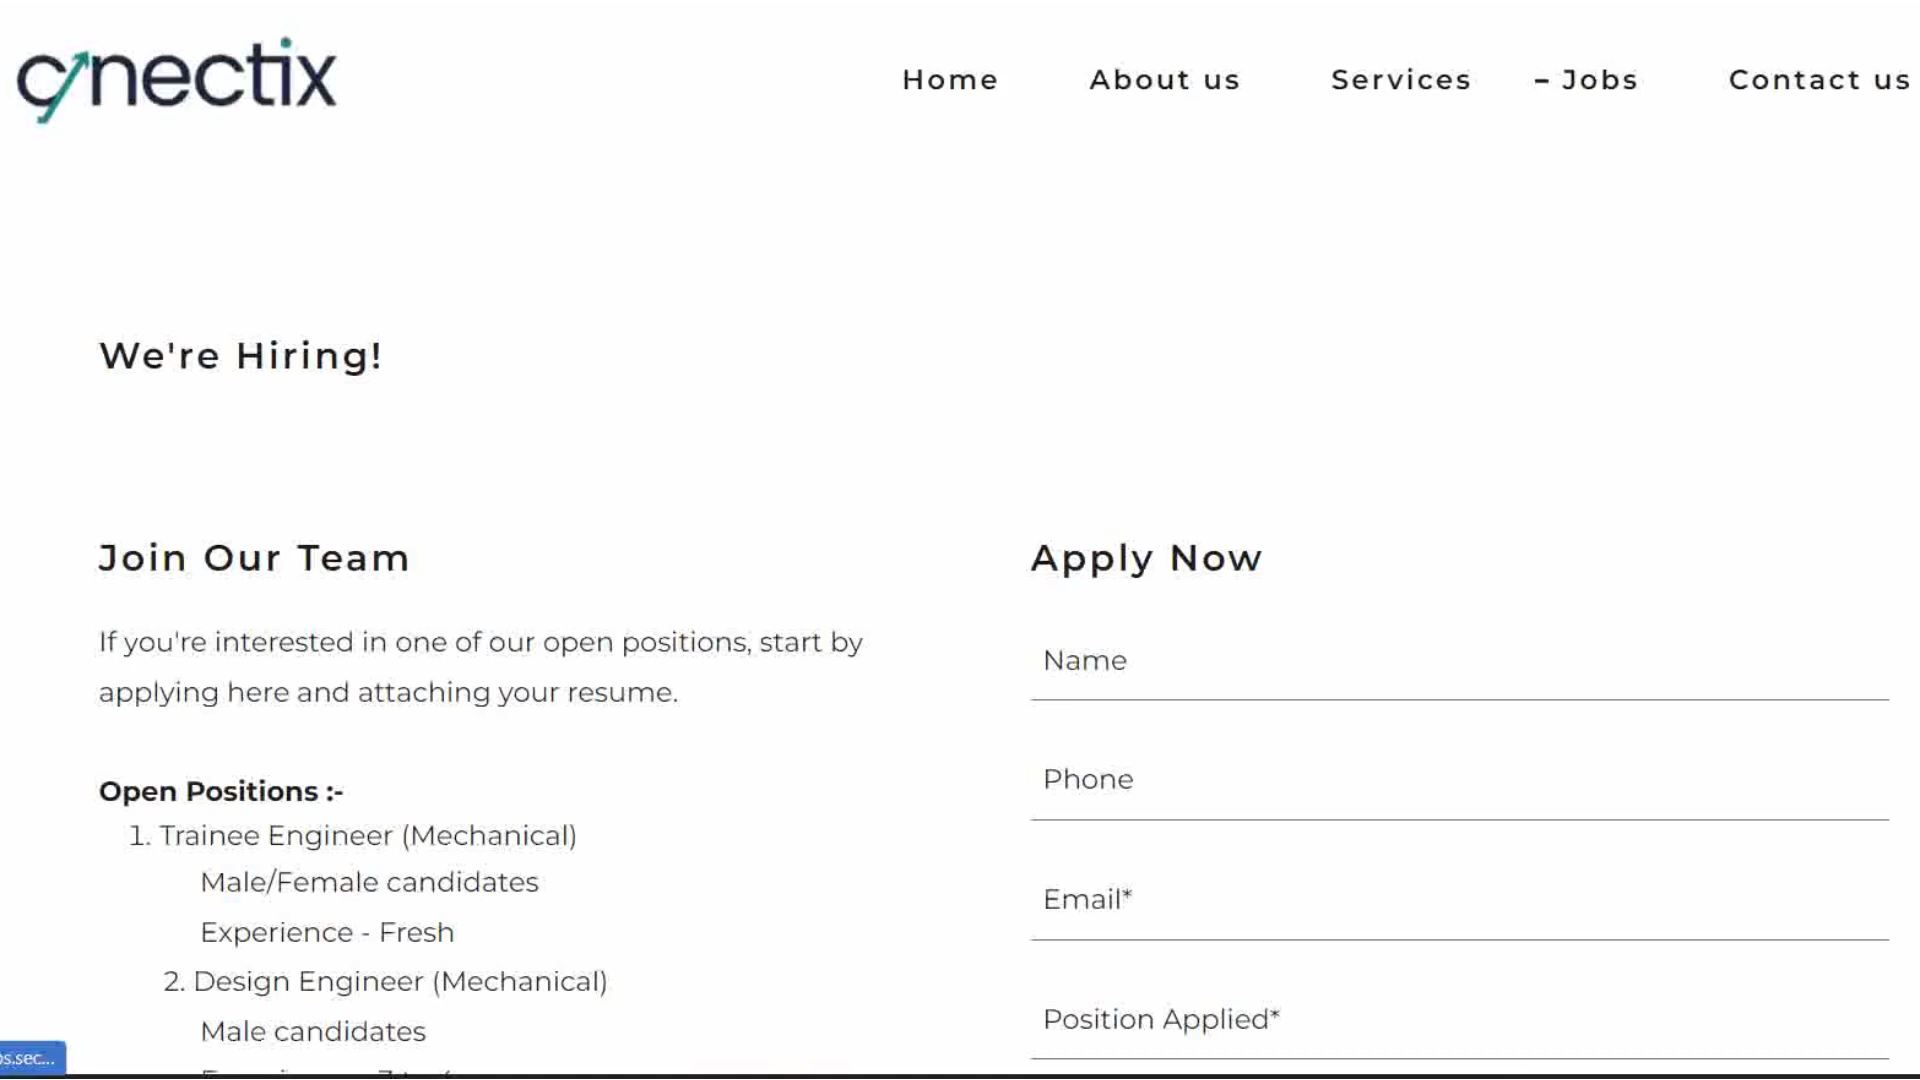 cynectix
Home
About us
Services
– Jobs
Contact us
We're Hiring!
Join Our Team
If you're interested in one of our open positions, start by
applying here and attaching your resume.
Open Positions :-
1. Trainee Engineer (Mechanical)
Male/Female candidates
Experience - Fresh
2. Design Engineer (Mechanical)
Male candidates
Apply Now
Name
Phone
Email*
Position Applied*